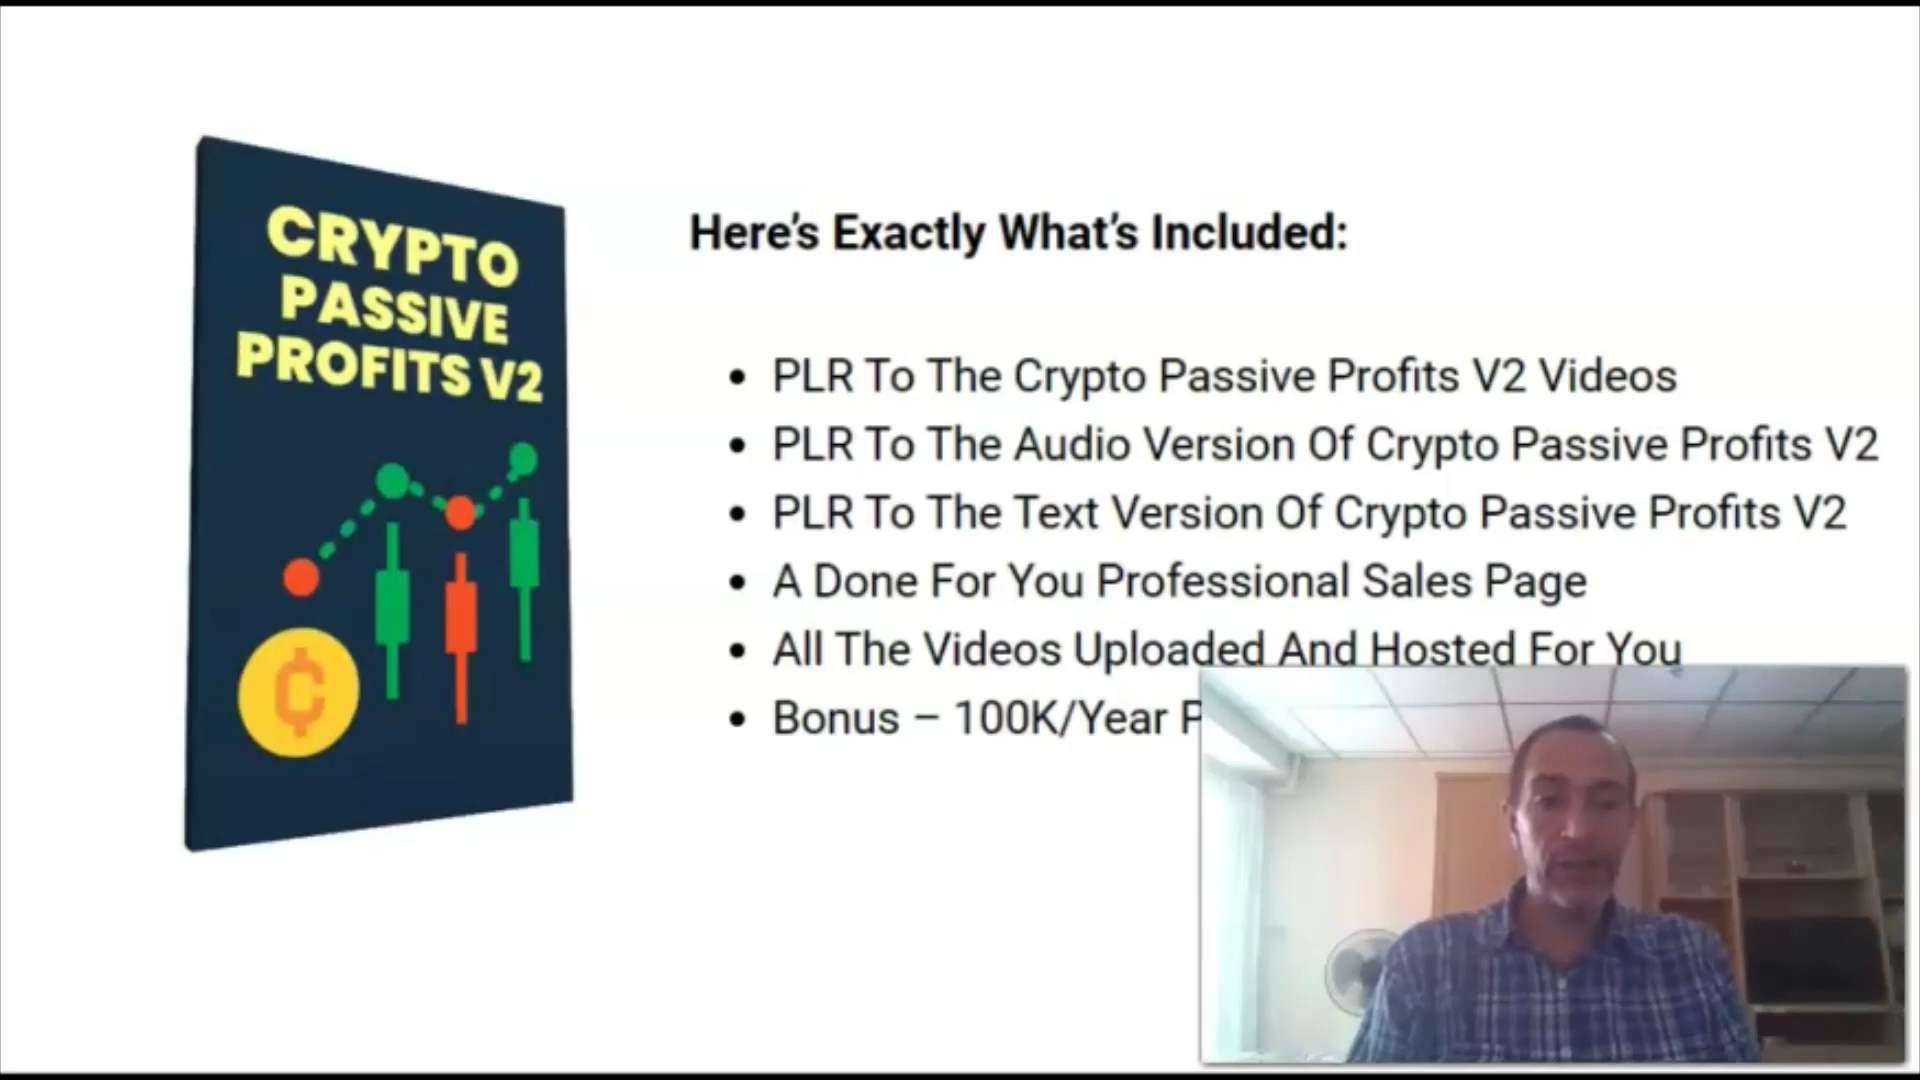 CRYPTO
PASSIVE
PROFITS V2
Here's Exactly What's Included:
• PLR To The Crypto Passive Profits V2 Videos
• PLR To The Audio Version Of Crypto Passive Profits V2
• PLR To The Text Version Of Crypto Passive Profits V2
• A Done For You Professional Sales Page
• All The Videos Uploaded And Hosted For You
• Bonus – 100K/Year